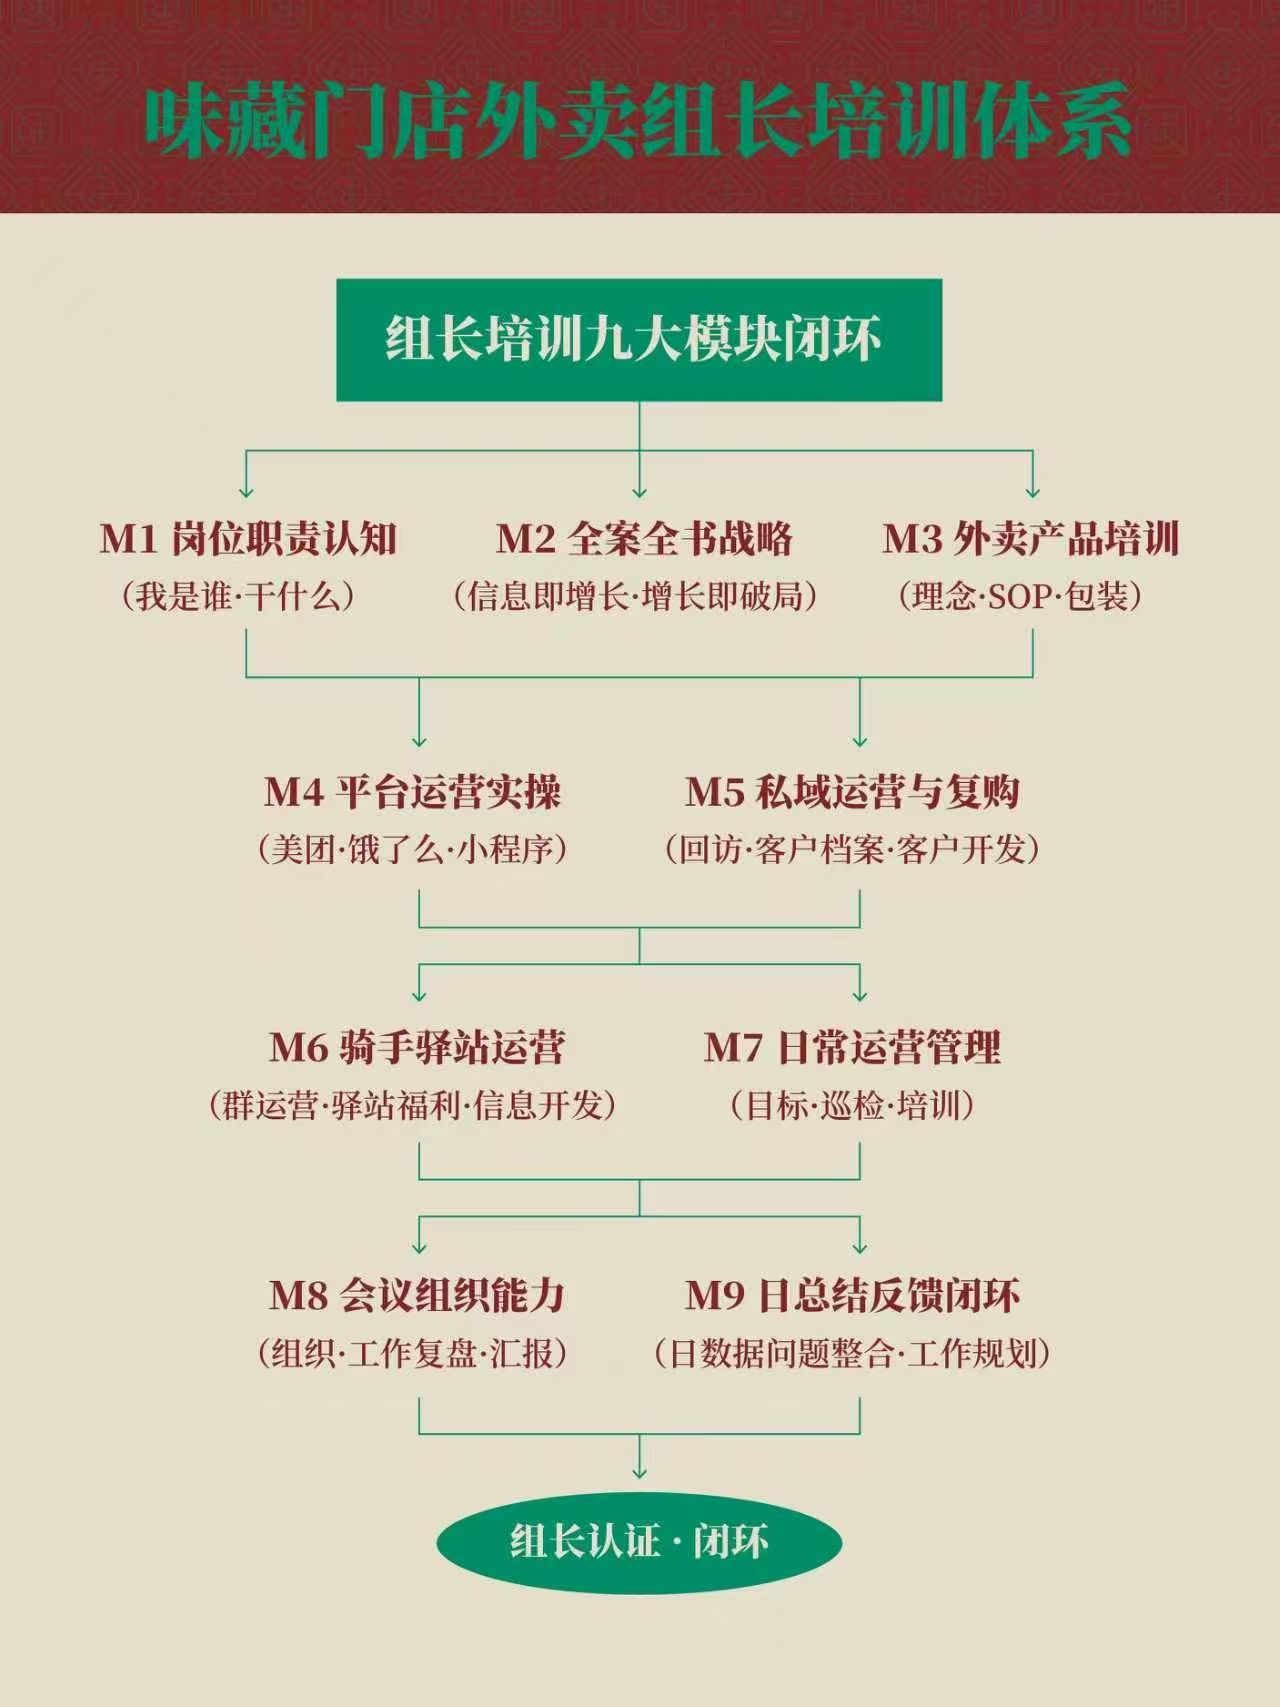 味藏门店外卖组长培训体系
组长培训九大模块闭环
M1 岗位职责认知
（我是谁·干什么）
M2 全案全书战略
（信息即增长·增长即破局）
M3 外卖产品培训
（理念·SOP·包装）
M4 平台运营实操
（美团·饿了么·小程序）
M5 私域运营与复购
（回访·客户档案·客户开发）
M6 骑手驿站运营
（群运营·驿站福利·信息开发）
M7 日常运营管理
（目标·巡检·培训）
M8 会议组织能力
（组织·工作复盘·汇报）
M9 日总结反馈闭环
（日数据问题整合·工作规划）
组长认证·闭环